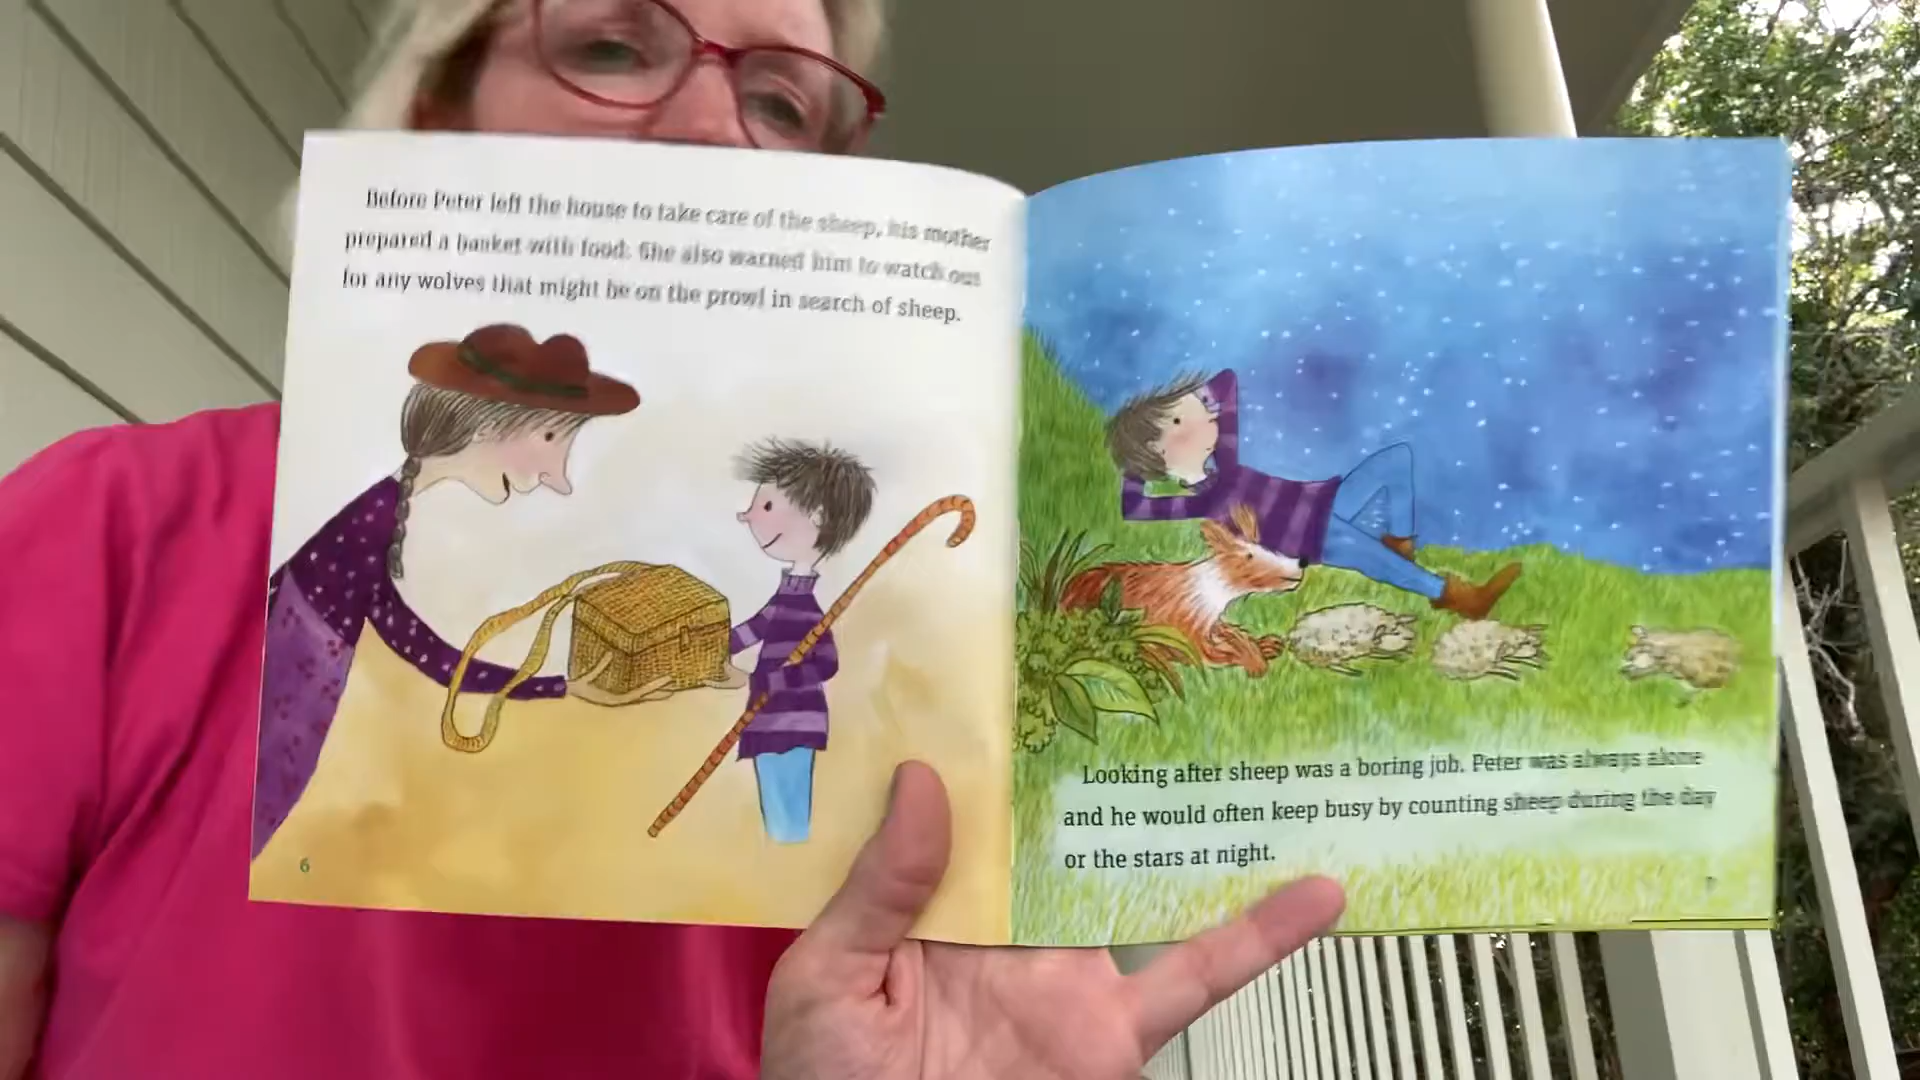 Before Peter left the house to take care of the sheep, his mother
prepared a basket with food. She also warned him to watch out
for any wolves that might be on the prowl in search of sheep.
6
Looking after sheep was a boring job. Peter was always alone
and he would often keep busy by counting sheep during the day
or the stars at night.
7